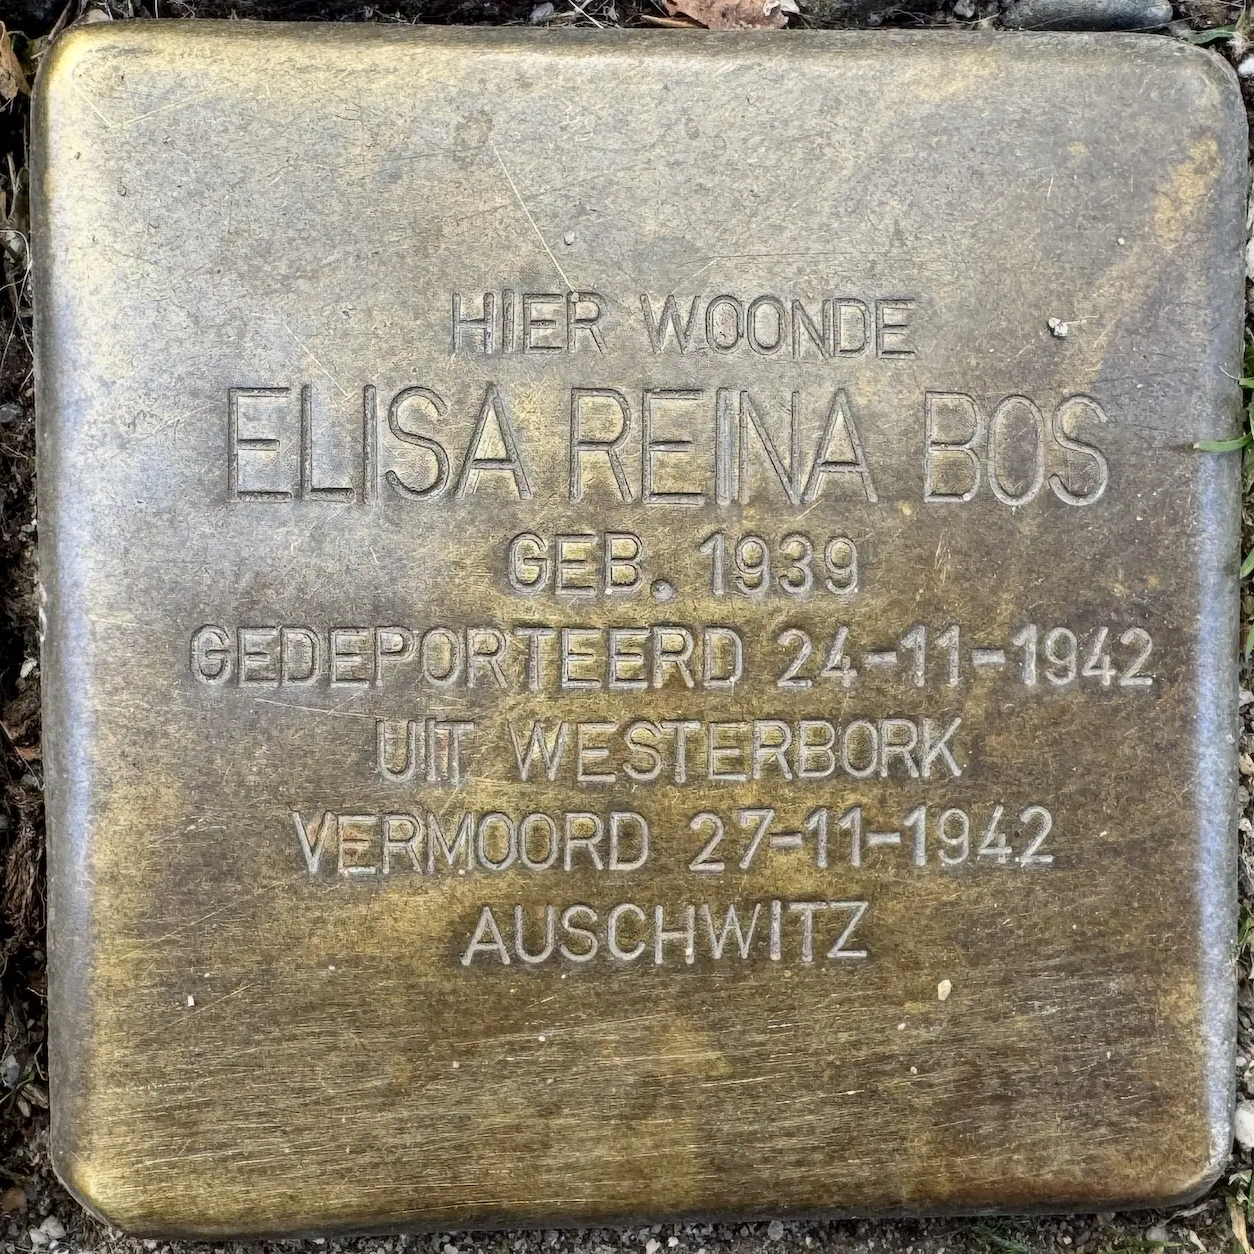 HIER WOONDE
ELISA REINA BOS
GEB. 1939
GEDEPORTEERD 24-11-1942
UIT WESTERBORK
VERMOORD 27-11-1942
AUSCHWITZ